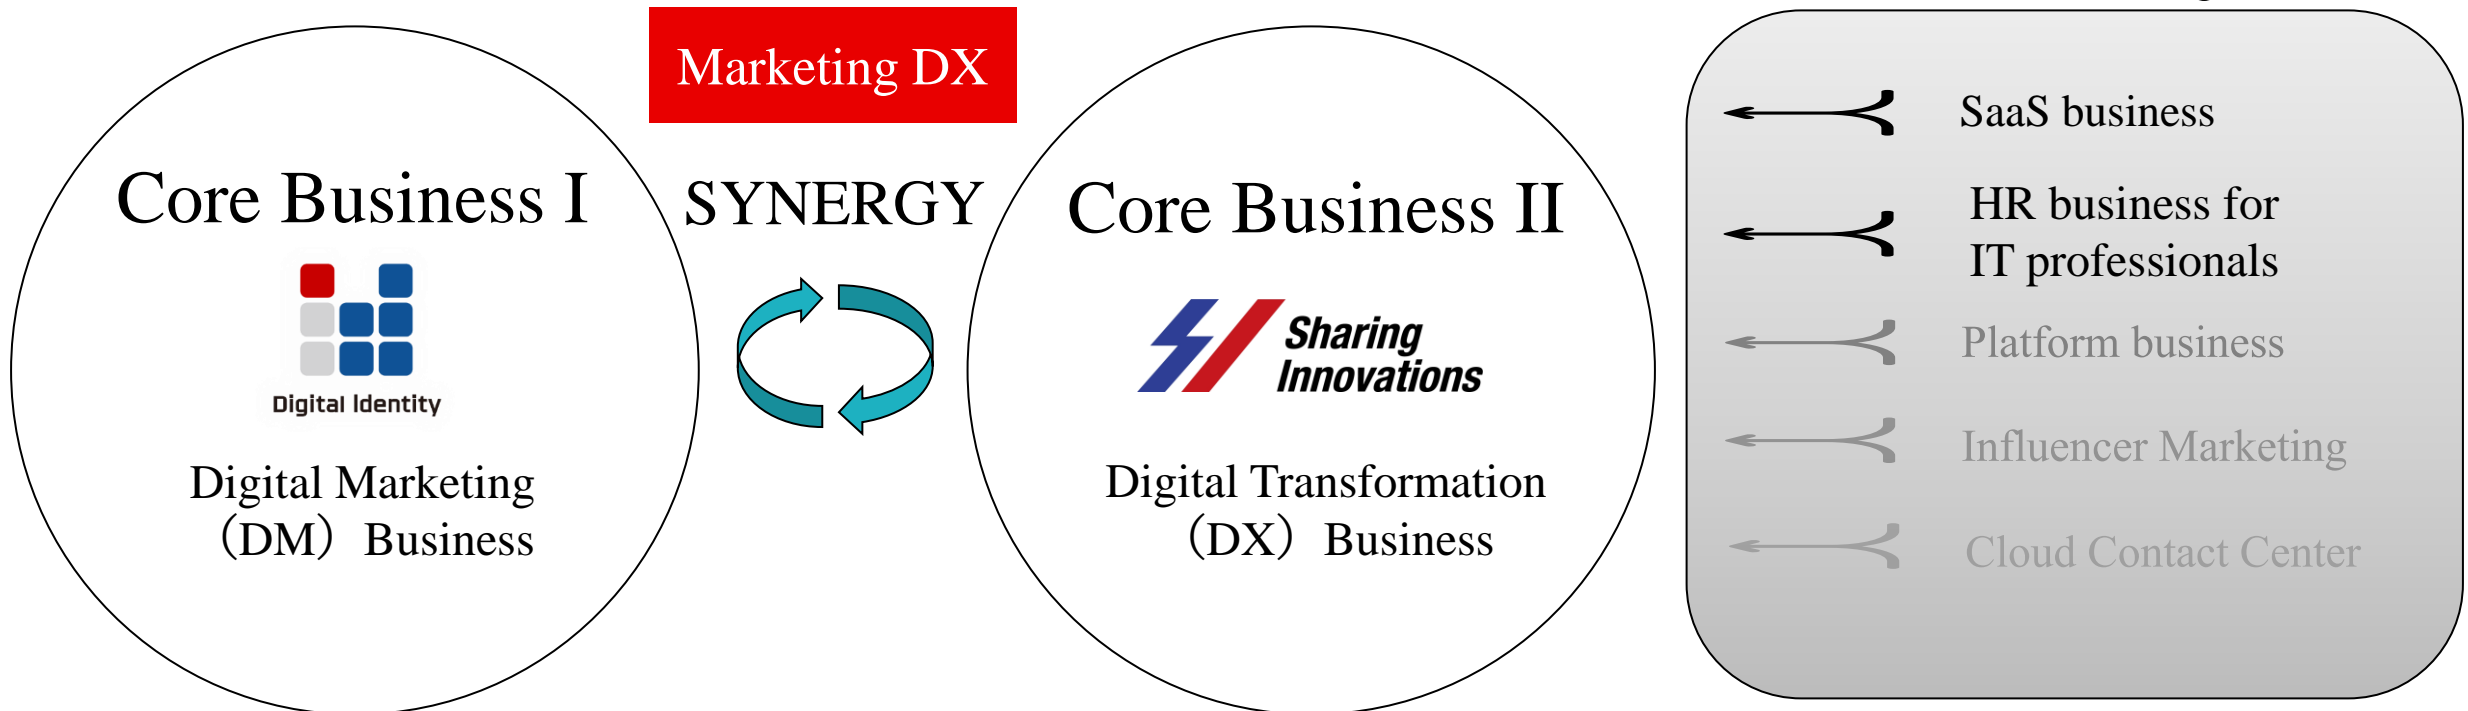 Marketing DX
Core Business I
SYNERGY
Core Business II
Digital Identity
Sharing
Innovations
Digital Marketing
（DM）Business
Digital Transformation
（DX）Business
SaaS business
HR business for
IT professionals
Platform business
Influencer Marketing
Cloud Contact Center